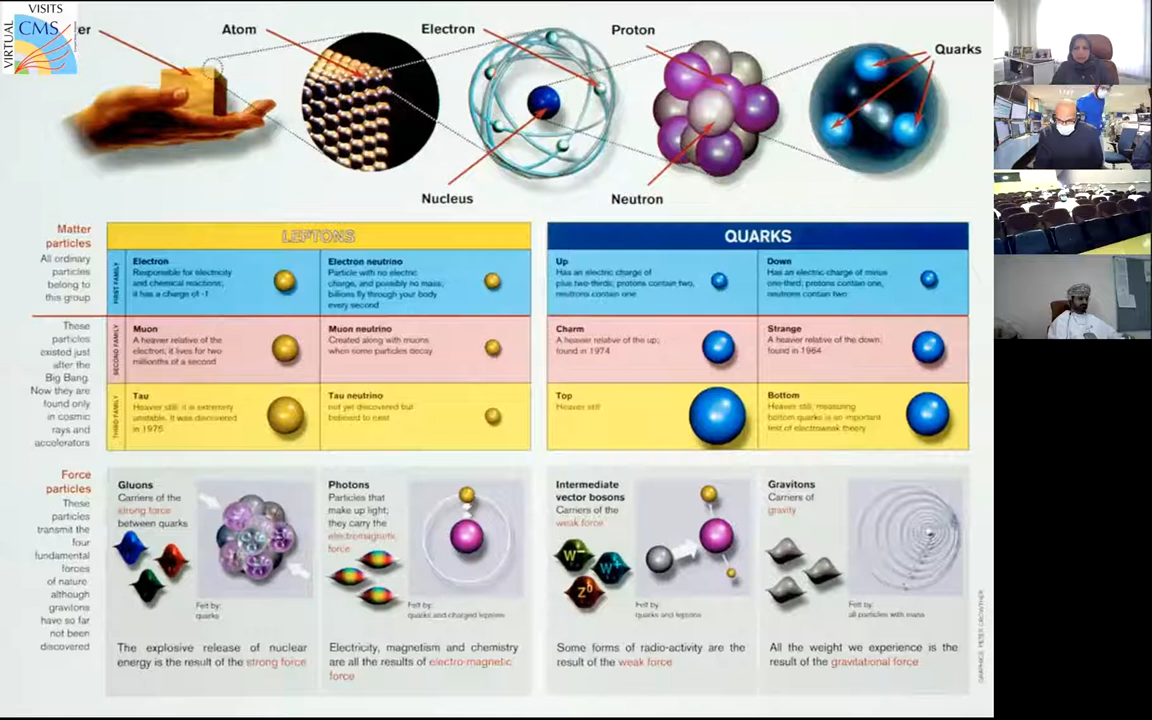 VISITS
VIRTUAL
CMS
er
Atom
Electron
Proton
Quarks
Nucleus
Neutron
Matter
particles
All ordinary
particles
belong to
this group
LEPTONS
FIRST FAMILY
Electron
Responsible for electricity
and chemical reactions;
it has a charge of -1
Electron neutrino
Particle with no electric
charge, and possibly no mass;
billions fly through your body
every second
QUARKS
Up
Has an electric charge of
plus two-thirds; protons contain two,
neutrons contain one
Down
Has an electric charge of minus
one-third; protons contain one,
neutrons contain two
These
particles
existed just
after the
Big Bang.
Now they are
found only
in cosmic
rays and
accelerators
SECOND FAMILY
Muon
A heavier relative of the
electron; it lives for two
millionths of a second
Muon neutrino
Created along with muons
when some particles decay
Charm
A heavier relative of the up;
found in 1974
Strange
A heavier relative of the down;
found in 1964
THIRD FAMILY
Tau
Heavier still; it is extremely
unstable. It was discovered
in 1975
Tau neutrino
not yet discovered but
believed to exist
Top
Heavier still
Bottom
Heavier still; measuring
bottom quarks is an important
test of electroweak theory
Force
particles
These
particles
transmit the
four
fundamental
forces
of nature
although
gravitons
have so far
not been
discovered
Gluons
Carriers of the
strong force
between quarks
Felt by:
quarks
The explosive release of nuclear
energy is the result of the strong force
Photons
Particles that
make up light;
they carry the
electromagnetic
force
Felt by:
quarks and charged leptons
Electricity, magnetism and chemistry
are all the results of electro-magnetic
force
Intermediate
vector bosons
Carriers of the
weak force
W-
W+
Z0
Felt by:
quarks and leptons
Some forms of radio-activity are the
result of the weak force
Gravitons
Carriers of
gravity
Felt by:
all particles with mass
All the weight we experience is the
result of the gravitational force
GRAPHICS: PETER CROWTHER